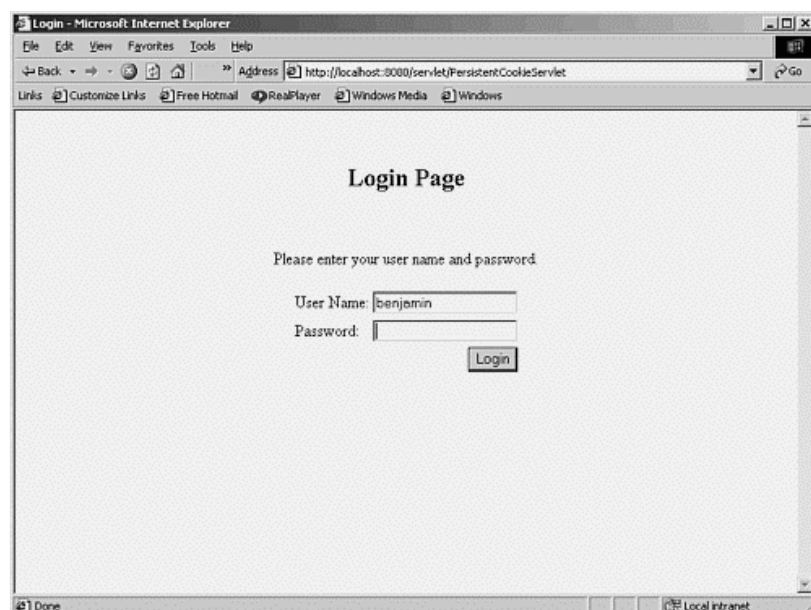 Login - Microsoft Internet Explorer
File Edit View Favorites Tools Help
Back » Address http://localhost:8080/servlet/PersistentCookieServlet Go
Links Customize Links Free Hotmail RealPlayer Windows Media Windows
Login Page
Please enter your user name and password
User Name: benjamin
Password:
Login
Done Local intranet